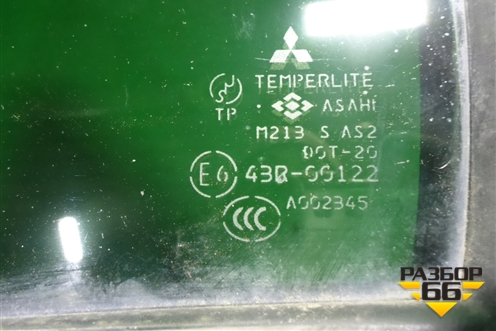 TEMPERLITE
TP
ASAHI
M213 S AS2
DOT-20
E6 43R-00122
CCC
A002345
РАЗБОР
66